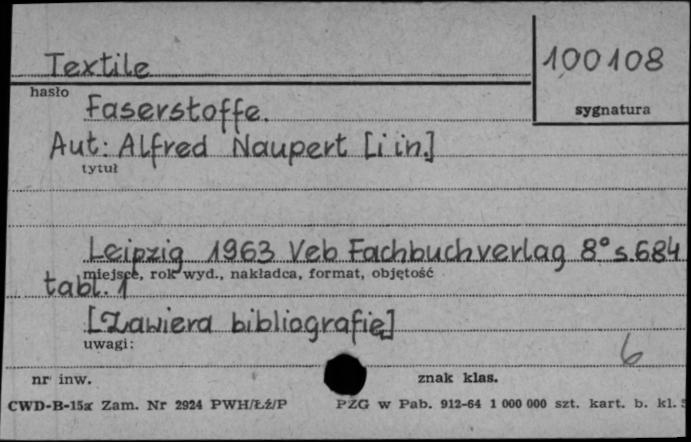 Textile
100108
hasło
Faserstoffe.
sygnatura
Aut: Alfred Naupert [i in.]
tytuł
Leipzig 1963 Veb Fachbuchverlag 8° s.684
miejsce, rok wyd., nakładca, format, objętość
tabl. 1
[Zawiera bibliografię]
uwagi:
6
nr inw.
znak klas.
CWD-B-15a Zam. Nr 2924 PWH/Łź/P PZG w Pab. 912-64 1 000 000 szt. kart. b. kl.